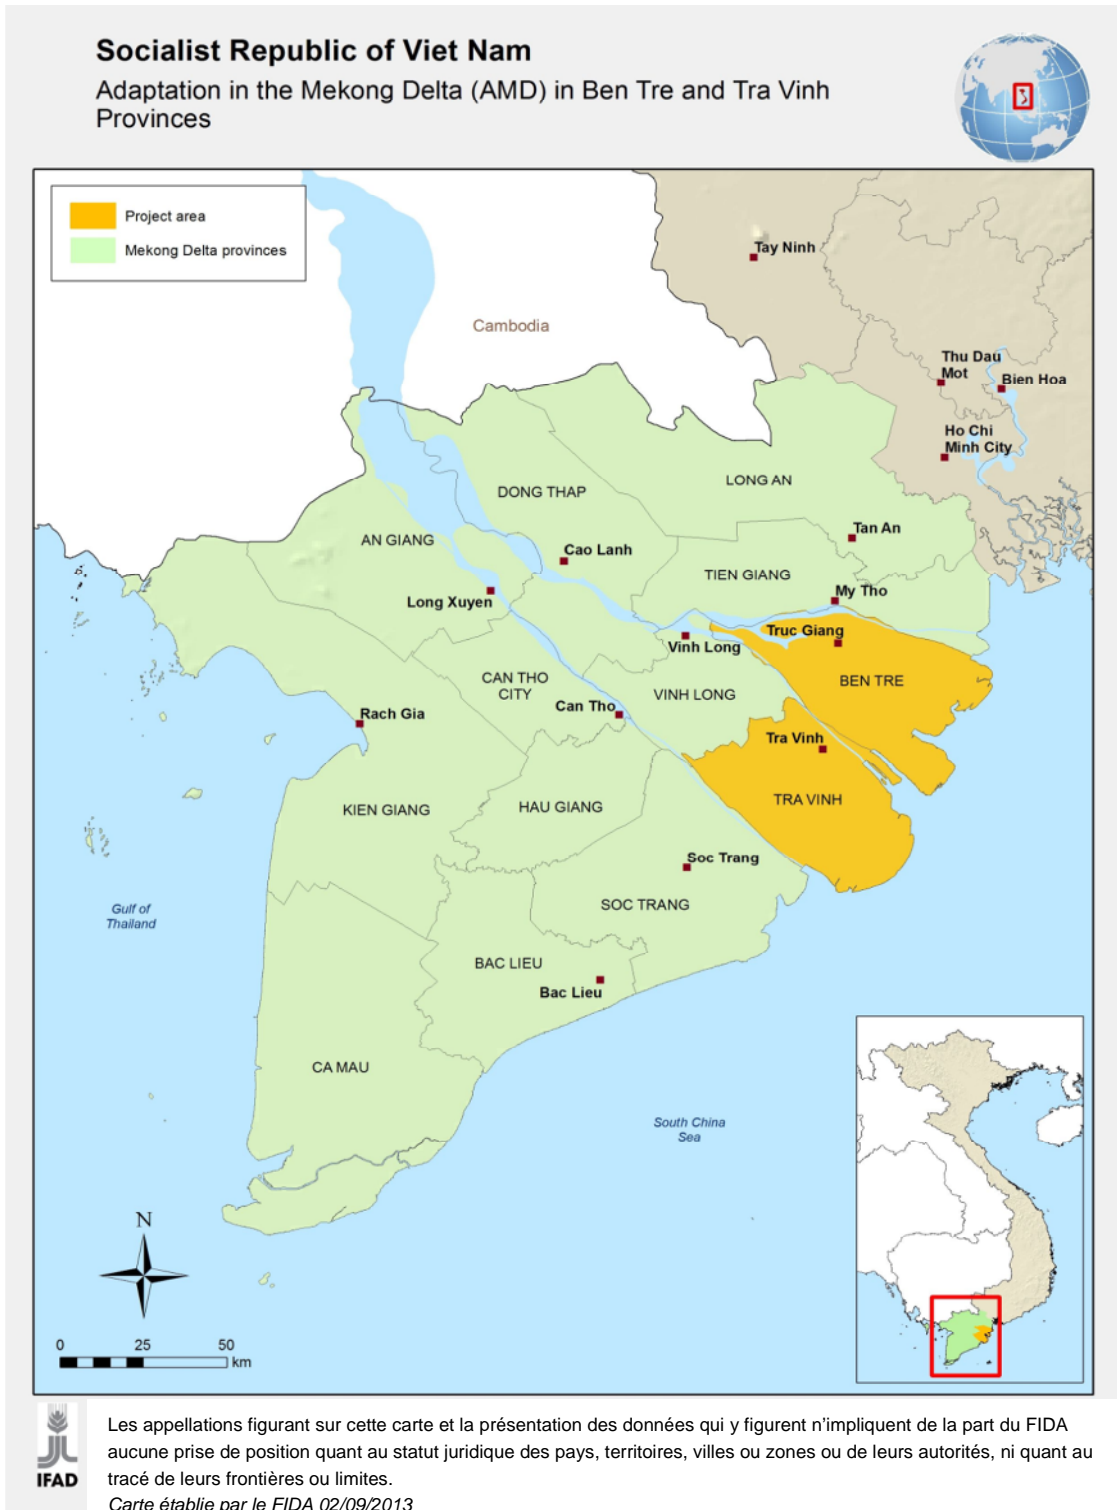 Socialist Republic of Viet Nam
Adaptation in the Mekong Delta (AMD) in Ben Tre and Tra Vinh
Provinces
Project area
Mekong Delta provinces
Tay Ninh
Cambodia
Thu Dau
Mot
Bien Hoa
Ho Chi
Minh City
LONG AN
DONG THAP
Tan An
AN GIANG
Cao Lanh
TIEN GIANG
My Tho
Long Xuyen
Truc Giang
Vinh Long
BEN TRE
CAN THO
CITY
VINH LONG
Can Tho
Rach Gia
Tra Vinh
TRA VINH
HAU GIANG
KIEN GIANG
Soc Trang
SOC TRANG
Gulf of
Thailand
BAC LIEU
Bac Lieu
CA MAU
South China
Sea
N
0 25 50
km
IFAD
Les appellations figurant sur cette carte et la présentation des données qui y figurent n’impliquent de la part du FIDA
aucune prise de position quant au statut juridique des pays, territoires, villes ou zones ou de leurs autorités, ni quant au
tracé de leurs frontières ou limites.
Carte établie par le FIDA 02/09/2013